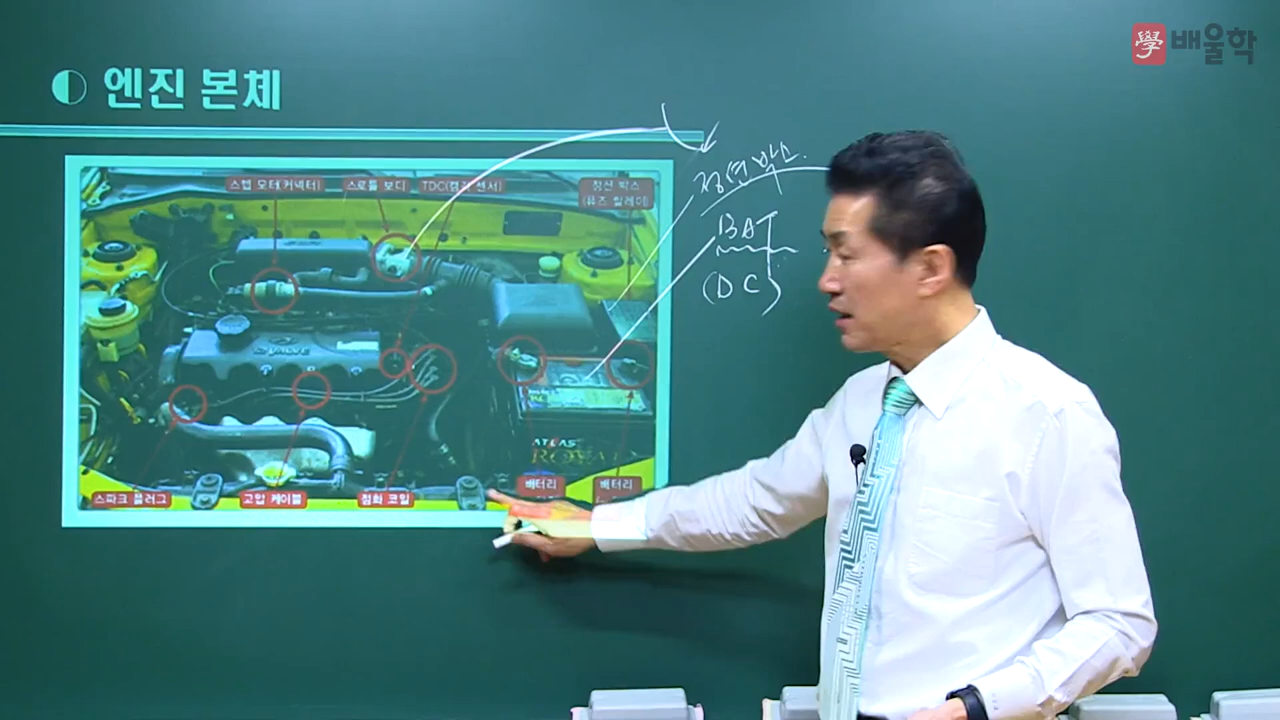 學 배울학
엔진 본체
스텝 모터(커넥터)
스로틀 보디
정션 박스
(퓨즈 릴레이)
정션 박스.
BAT
(DC)
ATLAS
스파크 플러그
고압 케이블
점화 코일
배터리
배터리